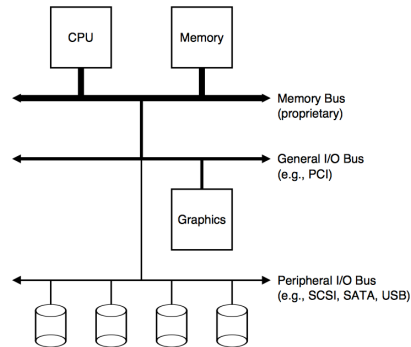 CPU
Memory
Memory Bus
(proprietary)
General I/O Bus
(e.g., PCI)
Graphics
Peripheral I/O Bus
(e.g., SCSI, SATA, USB)